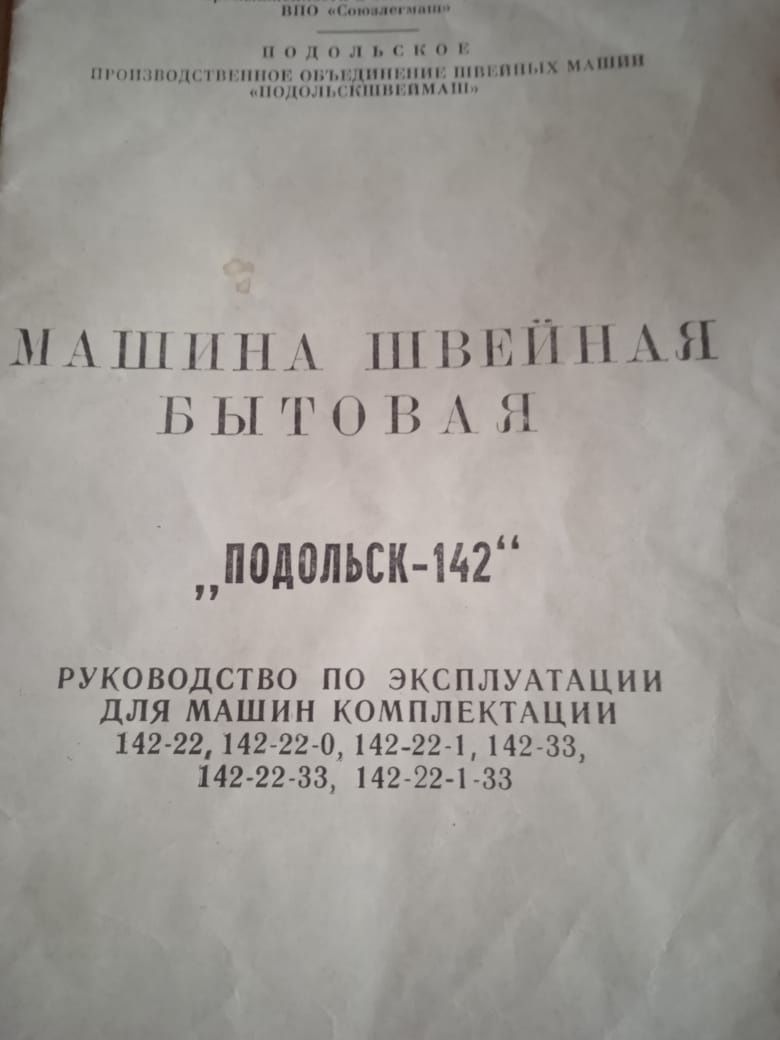 ВПО «Союзлегмаш»
ПОДОЛЬСКОЕ
ПРОИЗВОДСТВЕННОЕ ОБЪЕДИНЕНИЕ ШВЕЙНЫХ МАШИН
«ПОДОЛЬСКШВЕЙМАШ»
МАШИНА ШВЕЙНАЯ
БЫТОВАЯ
„ПОДОЛЬСК-142“
РУКОВОДСТВО ПО ЭКСПЛУАТАЦИИ
ДЛЯ МАШИН КОМПЛЕКТАЦИИ
142-22, 142-22-0, 142-22-1, 142-33,
142-22-33, 142-22-1-33